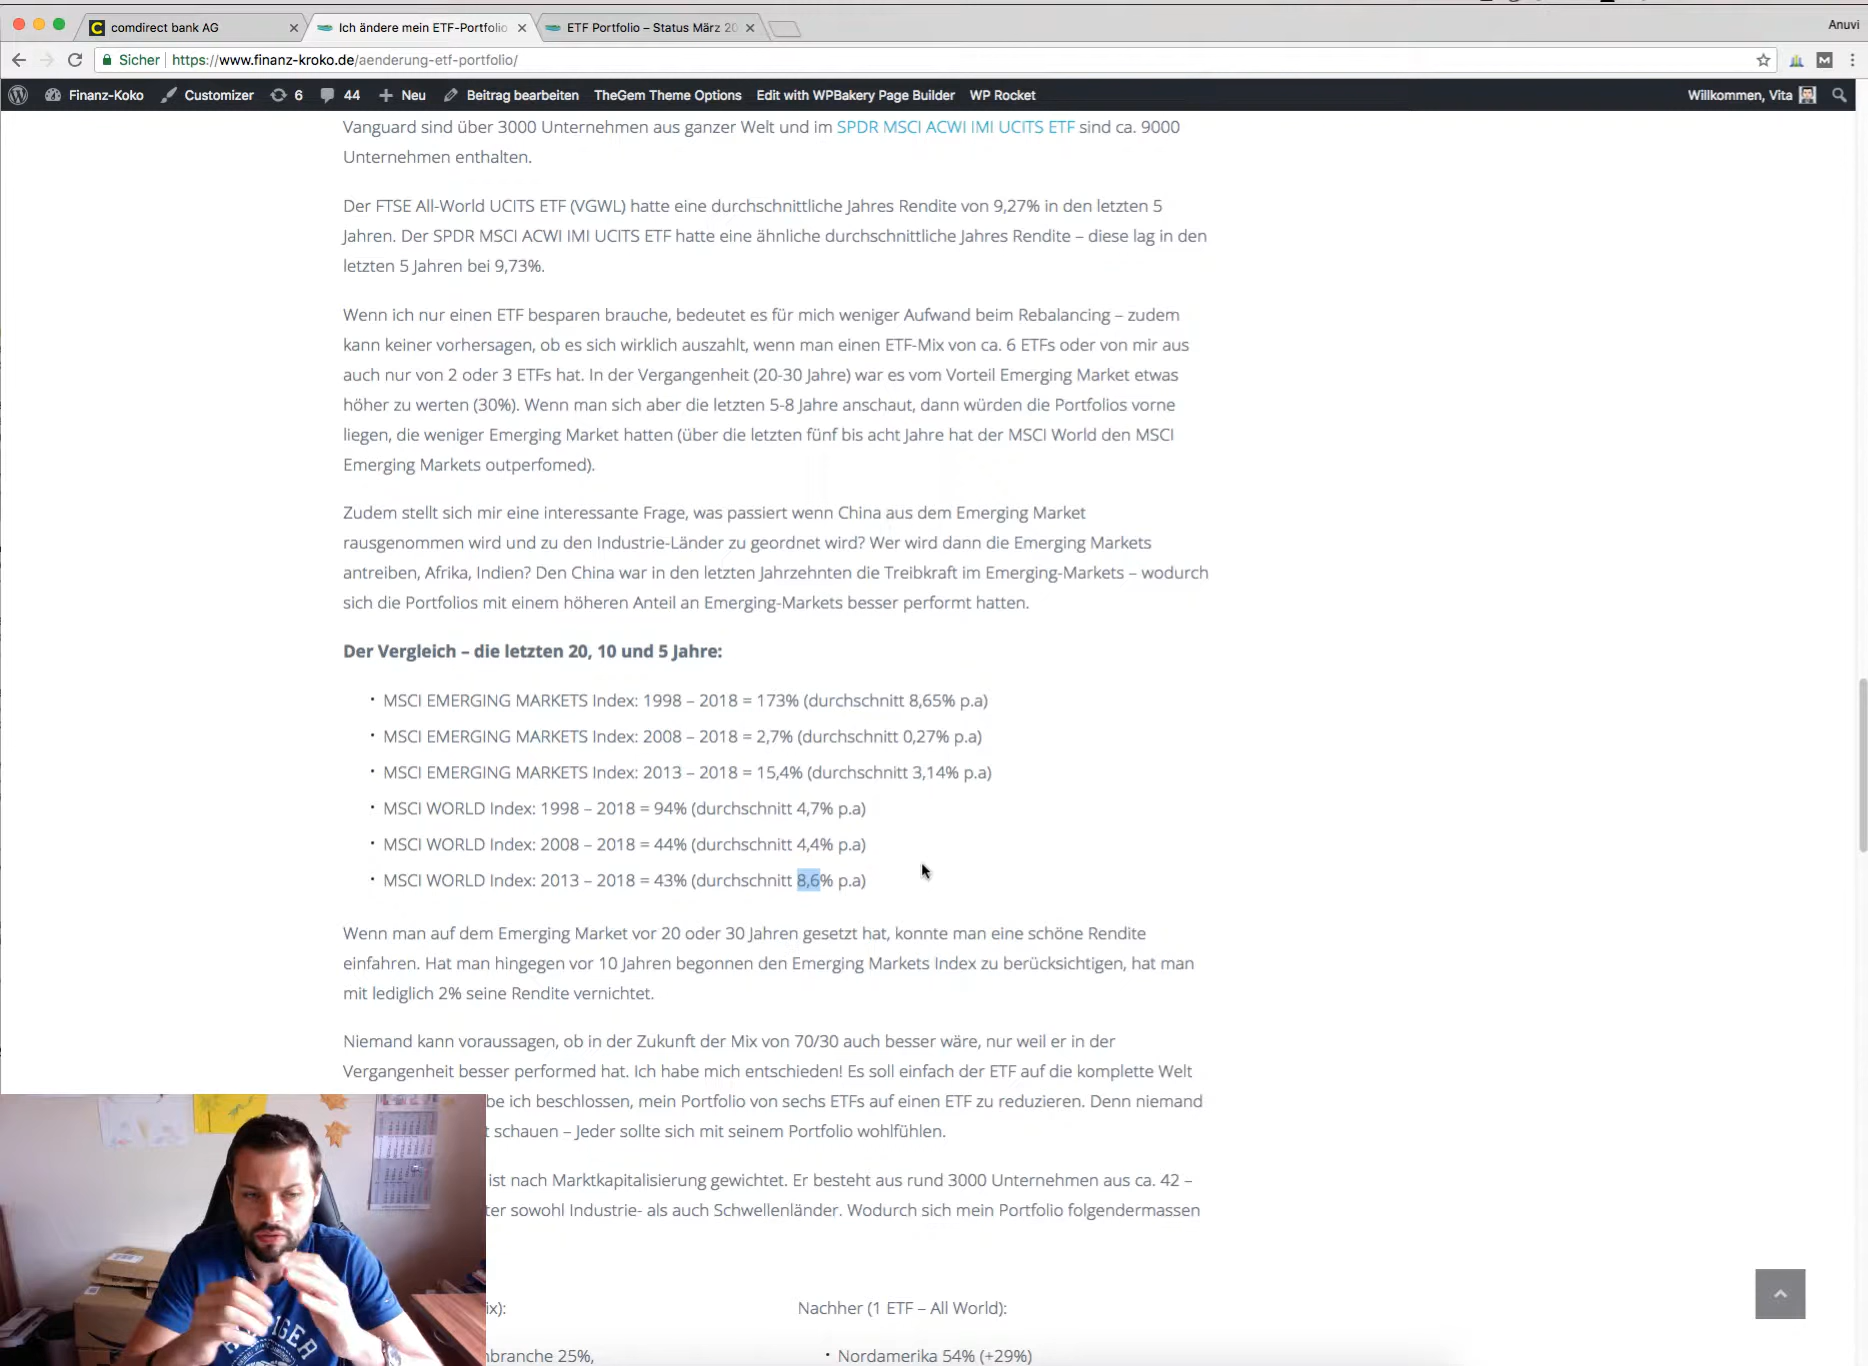 comdirect bank AG
Ich ändere mein ETF-Portfolio
ETF Portfolio – Status März 20
Anuvi
Sicher
https://www.finanz-kroko.de/aenderung-etf-portfolio/
Finanz-Koko Customizer 6 44 Neu Beitrag bearbeiten TheGem Theme Options Edit with WPBakery Page Builder WP Rocket Willkommen, Vita
Vanguard sind über 3000 Unternehmen aus ganzer Welt und im SPDR MSCI ACWI IMI UCITS ETF sind ca. 9000
Unternehmen enthalten.
Der FTSE All-World UCITS ETF (VGWL) hatte eine durchschnittliche Jahres Rendite von 9,27% in den letzten 5
Jahren. Der SPDR MSCI ACWI IMI UCITS ETF hatte eine ähnliche durchschnittliche Jahres Rendite – diese lag in den
letzten 5 Jahren bei 9,73%.
Wenn ich nur einen ETF besparen brauche, bedeutet es für mich weniger Aufwand beim Rebalancing – zudem
kann keiner vorhersagen, ob es sich wirklich auszahlt, wenn man einen ETF-Mix von ca. 6 ETFs oder von mir aus
auch nur von 2 oder 3 ETFs hat. In der Vergangenheit (20-30 Jahre) war es vom Vorteil Emerging Market etwas
höher zu werten (30%). Wenn man sich aber die letzten 5-8 Jahre anschaut, dann würden die Portfolios vorne
liegen, die weniger Emerging Market hatten (über die letzten fünf bis acht Jahre hat der MSCI World den MSCI
Emerging Markets outperfomed).
Zudem stellt sich mir eine interessante Frage, was passiert wenn China aus dem Emerging Market
rausgenommen wird und zu den Industrie-Länder zu geordnet wird? Wer wird dann die Emerging Markets
antreiben, Afrika, Indien? Den China war in den letzten Jahrzehnten die Treibkraft im Emerging-Markets – wodurch
sich die Portfolios mit einem höheren Anteil an Emerging-Markets besser performt hatten.
Der Vergleich – die letzten 20, 10 und 5 Jahre:
• MSCI EMERGING MARKETS Index: 1998 – 2018 = 173% (durchschnitt 8,65% p.a)
• MSCI EMERGING MARKETS Index: 2008 – 2018 = 2,7% (durchschnitt 0,27% p.a)
• MSCI EMERGING MARKETS Index: 2013 – 2018 = 15,4% (durchschnitt 3,14% p.a)
• MSCI WORLD Index: 1998 – 2018 = 94% (durchschnitt 4,7% p.a)
• MSCI WORLD Index: 2008 – 2018 = 44% (durchschnitt 4,4% p.a)
• MSCI WORLD Index: 2013 – 2018 = 43% (durchschnitt 8,6% p.a)
Wenn man auf dem Emerging Market vor 20 oder 30 Jahren gesetzt hat, konnte man eine schöne Rendite
einfahren. Hat man hingegen vor 10 Jahren begonnen den Emerging Markets Index zu berücksichtigen, hat man
mit lediglich 2% seine Rendite vernichtet.
Niemand kann voraussagen, ob in der Zukunft der Mix von 70/30 auch besser wäre, nur weil er in der
Vergangenheit besser performed hat. Ich habe mich entschieden! Es soll einfach der ETF auf die komplette Welt
be ich beschlossen, mein Portfolio von sechs ETFs auf einen ETF zu reduzieren. Denn niemand
t schauen – Jeder sollte sich mit seinem Portfolio wohlfühlen.
ist nach Marktkapitalisierung gewichtet. Er besteht aus rund 3000 Unternehmen aus ca. 42 –
ter sowohl Industrie- als auch Schwellenländer. Wodurch sich mein Portfolio folgendermassen
ix):
Nachher (1 ETF – All World):
nbranche 25%,
• Nordamerika 54% (+29%)